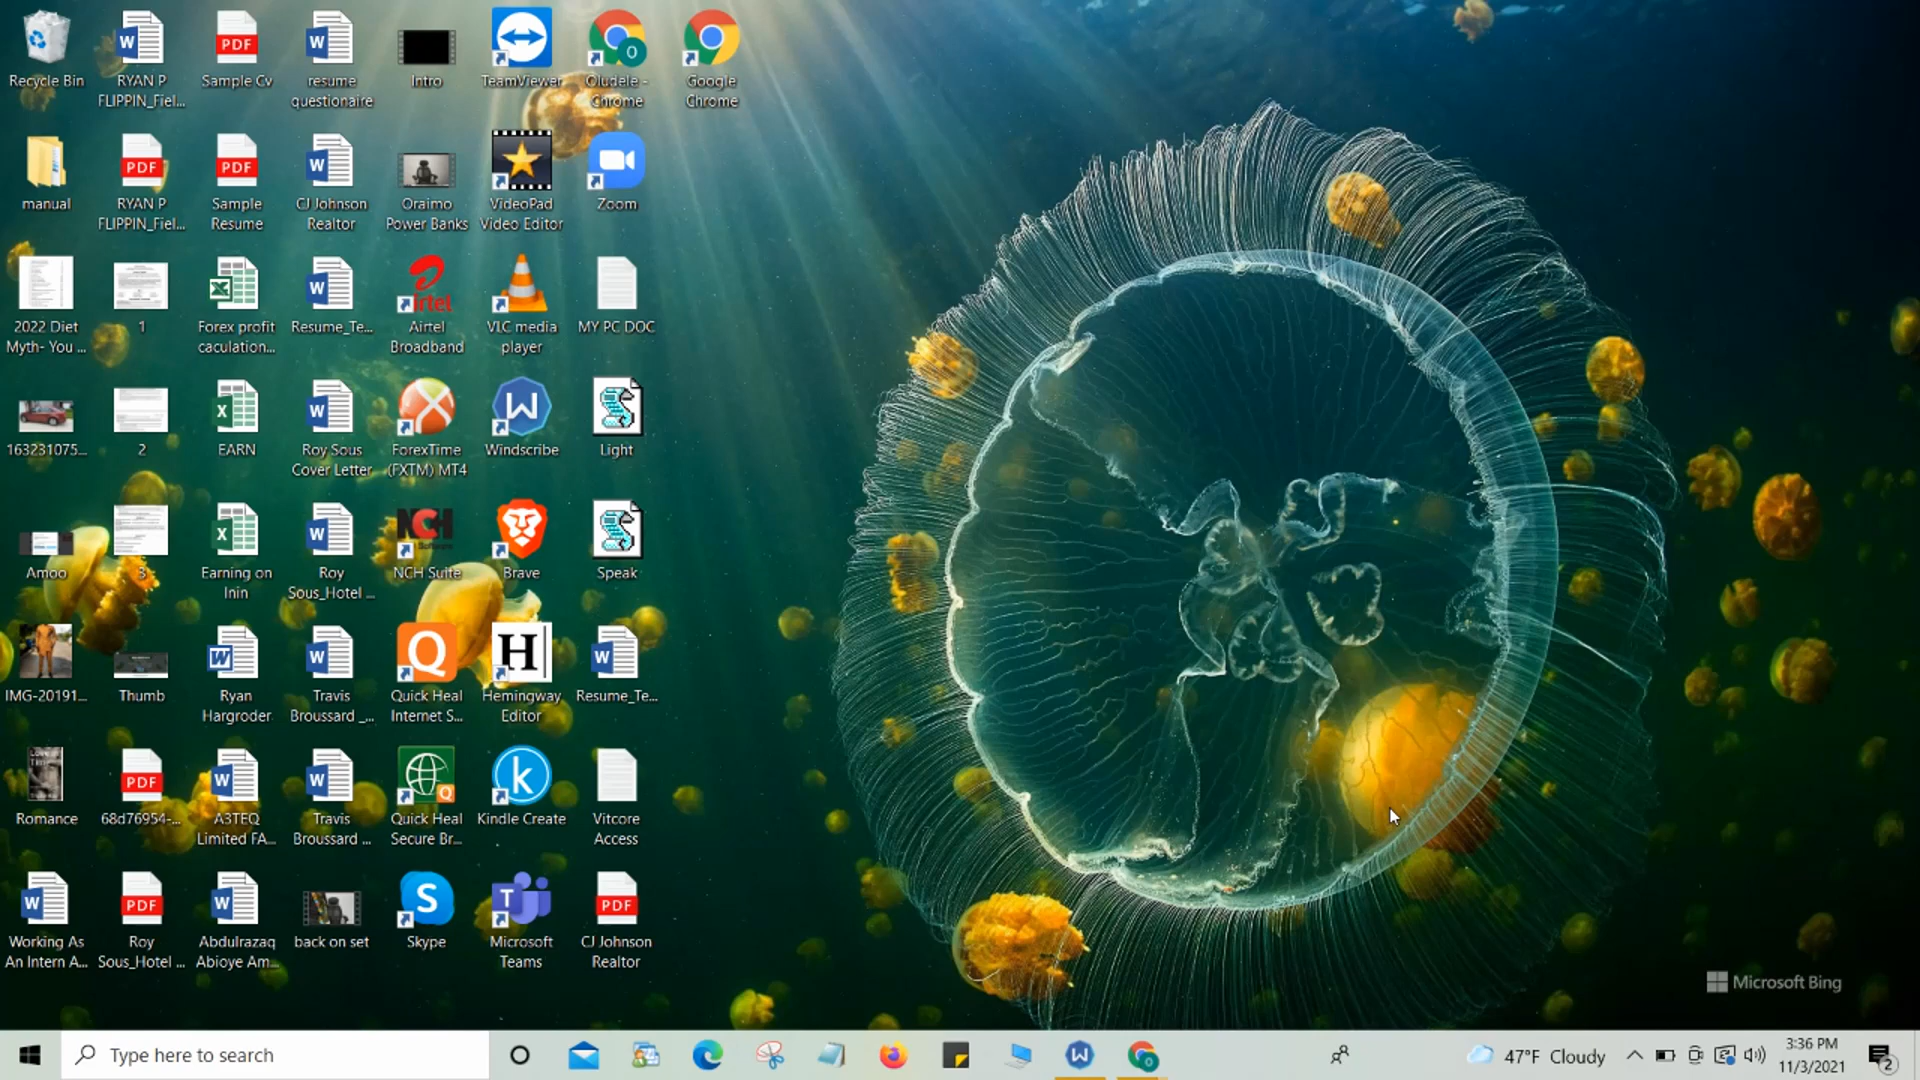 Recycle Bin
RYAN P
FLIPPIN_Fiel...
Sample Cv
resume
questionaire
Intro
TeamViewer
Oludele -
Chrome
Google
Chrome
manual
RYAN P
FLIPPIN_Fiel...
Sample
Resume
CJ Johnson
Realtor
Oraimo
Power Banks
VideoPad
Video Editor
Zoom
2022 Diet
Myth- You ...
1
Forex profit
caculation...
Resume_Te...
Airtel
Broadband
VLC media
player
MY PC DOC
163231075...
2
EARN
Roy Sous
Cover Letter
ForexTime
(FXTM) MT4
Windscribe
Light
Amoo
3
Earning on
Inin
Roy
Sous_Hotel ...
NCH Suite
Brave
Speak
IMG-20191...
Thumb
Ryan
Hargroder
Travis
Broussard _...
Quick Heal
Internet S...
Hemingway
Editor
Resume_Te...
Romance
68d76954-...
A3TEQ
Limited FA...
Travis
Broussard ...
Quick Heal
Secure Br...
Kindle Create
Vitcore
Access
Working As
An Intern A...
Roy
Sous_Hotel ...
Abdulrazaq
Abioye Am...
back on set
Skype
Microsoft
Teams
CJ Johnson
Realtor
Microsoft Bing
Type here to search
47°F Cloudy
3:36 PM
11/3/2021
2